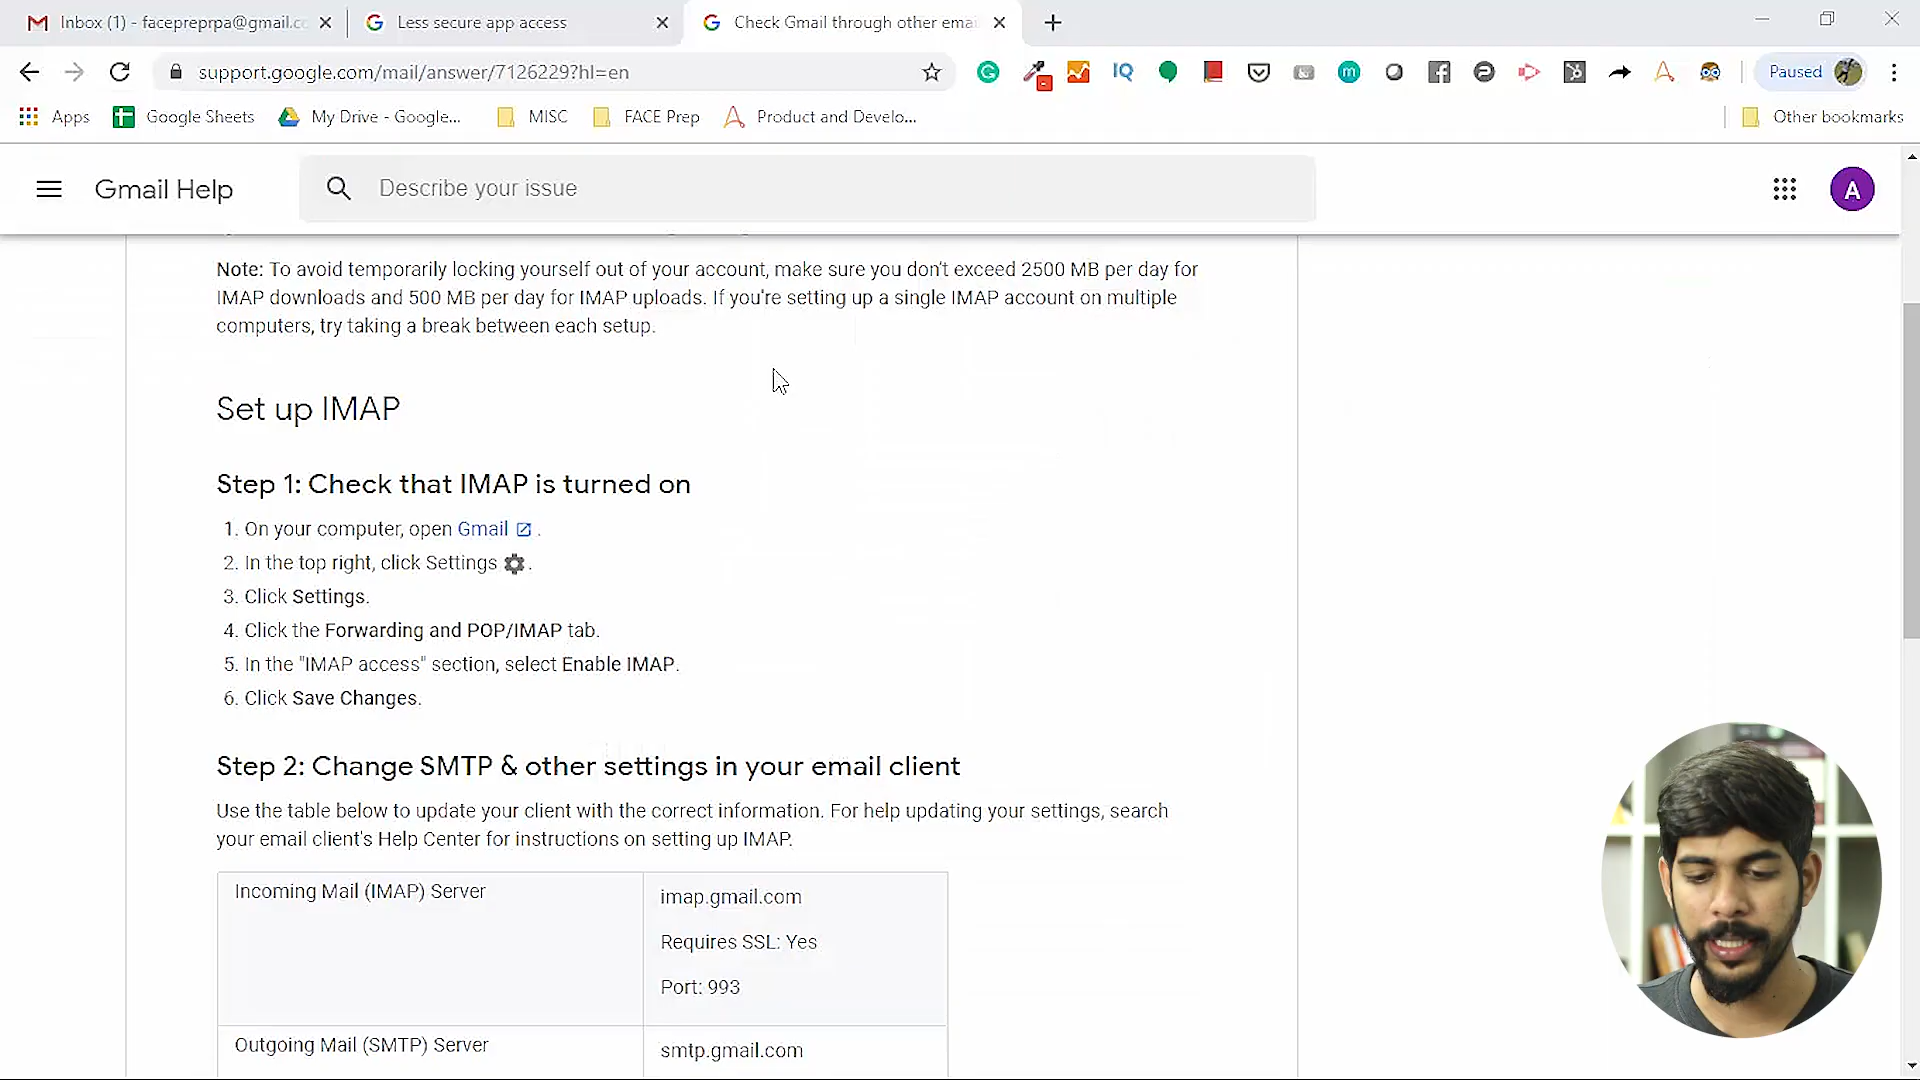 Inbox (1) - facepreprpa@gmail.c
Less secure app access
Check Gmail through other emai
support.google.com/mail/answer/7126229?hl=en
Paused
Apps
Google Sheets
My Drive - Google...
MISC
FACE Prep
Product and Develo...
Other bookmarks
Gmail Help
Describe your issue
A
Note: To avoid temporarily locking yourself out of your account, make sure you don't exceed 2500 MB per day for
IMAP downloads and 500 MB per day for IMAP uploads. If you're setting up a single IMAP account on multiple
computers, try taking a break between each setup.
Set up IMAP
Step 1: Check that IMAP is turned on
1. On your computer, open Gmail .
2. In the top right, click Settings .
3. Click Settings.
4. Click the Forwarding and POP/IMAP tab.
5. In the "IMAP access" section, select Enable IMAP.
6. Click Save Changes.
Step 2: Change SMTP & other settings in your email client
Use the table below to update your client with the correct information. For help updating your settings, search
your email client's Help Center for instructions on setting up IMAP.
Incoming Mail (IMAP) Server
imap.gmail.com
Requires SSL: Yes
Port: 993
Outgoing Mail (SMTP) Server
smtp.gmail.com